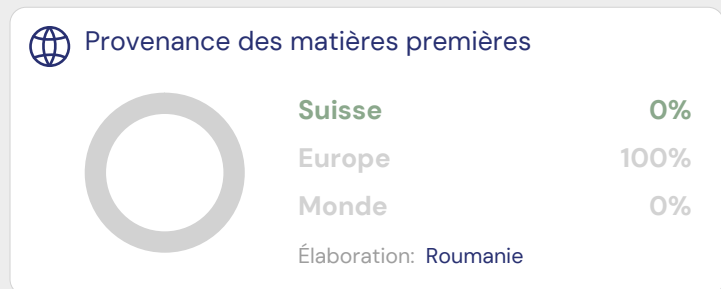 Provenance des matières premières
Suisse 0%
Europe 100%
Monde 0%
Élaboration: Roumanie